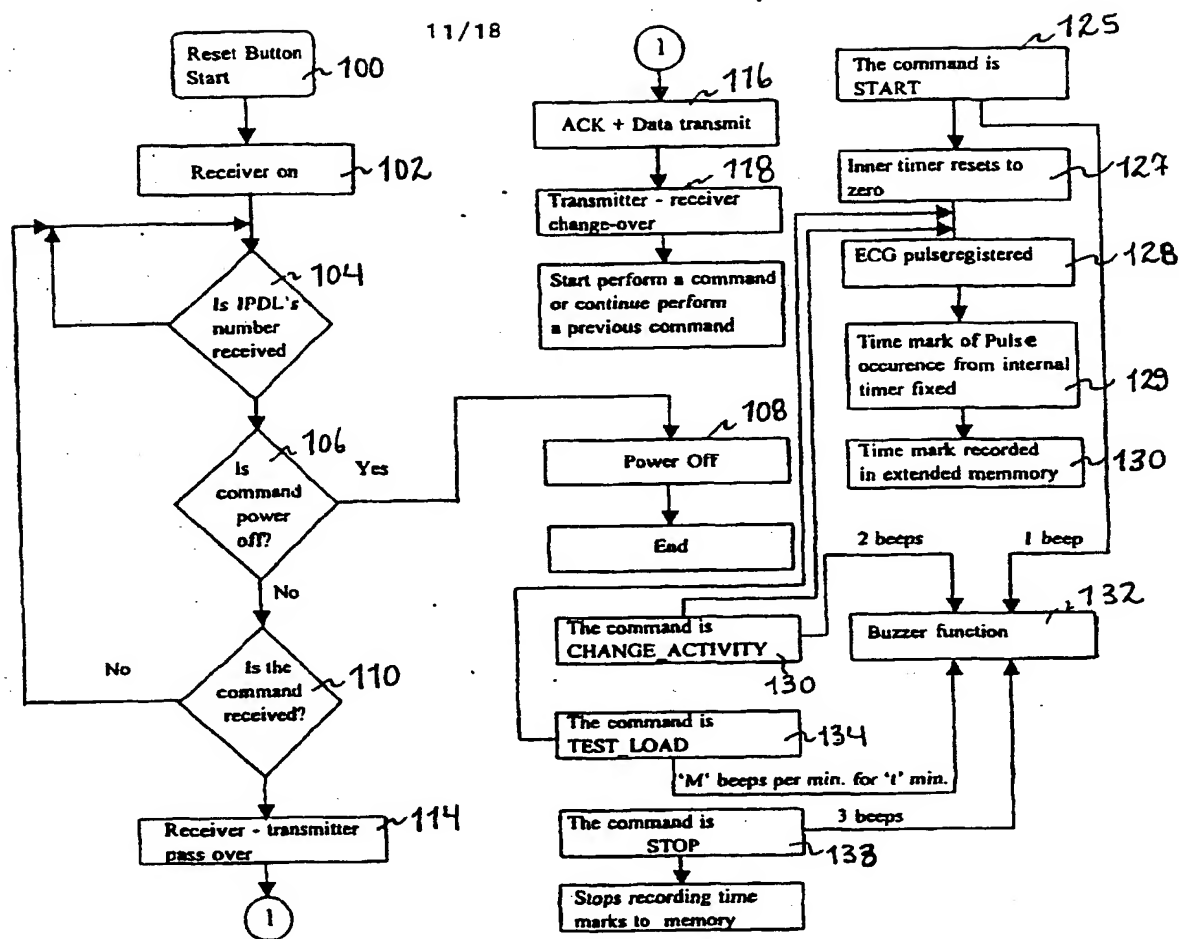 11/18
Reset Button
Start
100
Receiver on
102
Is IPDL's
number
received
104
Is
command
power
off?
106
Yes
No
Is the
command
received?
110
No
Receiver - transmitter
pass over
114
1
1
116
ACK + Data transmit
118
Transmitter - receiver
change-over
Start perform a command
or continue perform
a previous command
108
Power Off
End
The command is
CHANGE_ACTIVITY
130
2 beeps
The command is
TEST_LOAD
134
'M' beeps per min. for 't' min.
The command is
STOP
138
3 beeps
Stops recording time
marks to memory
125
The command is
START
Inner timer resets to
zero
127
ECG pulseregistered
128
Time mark of Pulse
occurence from internal
timer fixed
129
Time mark recorded
in extended memmory
130
1 beep
132
Buzzer function